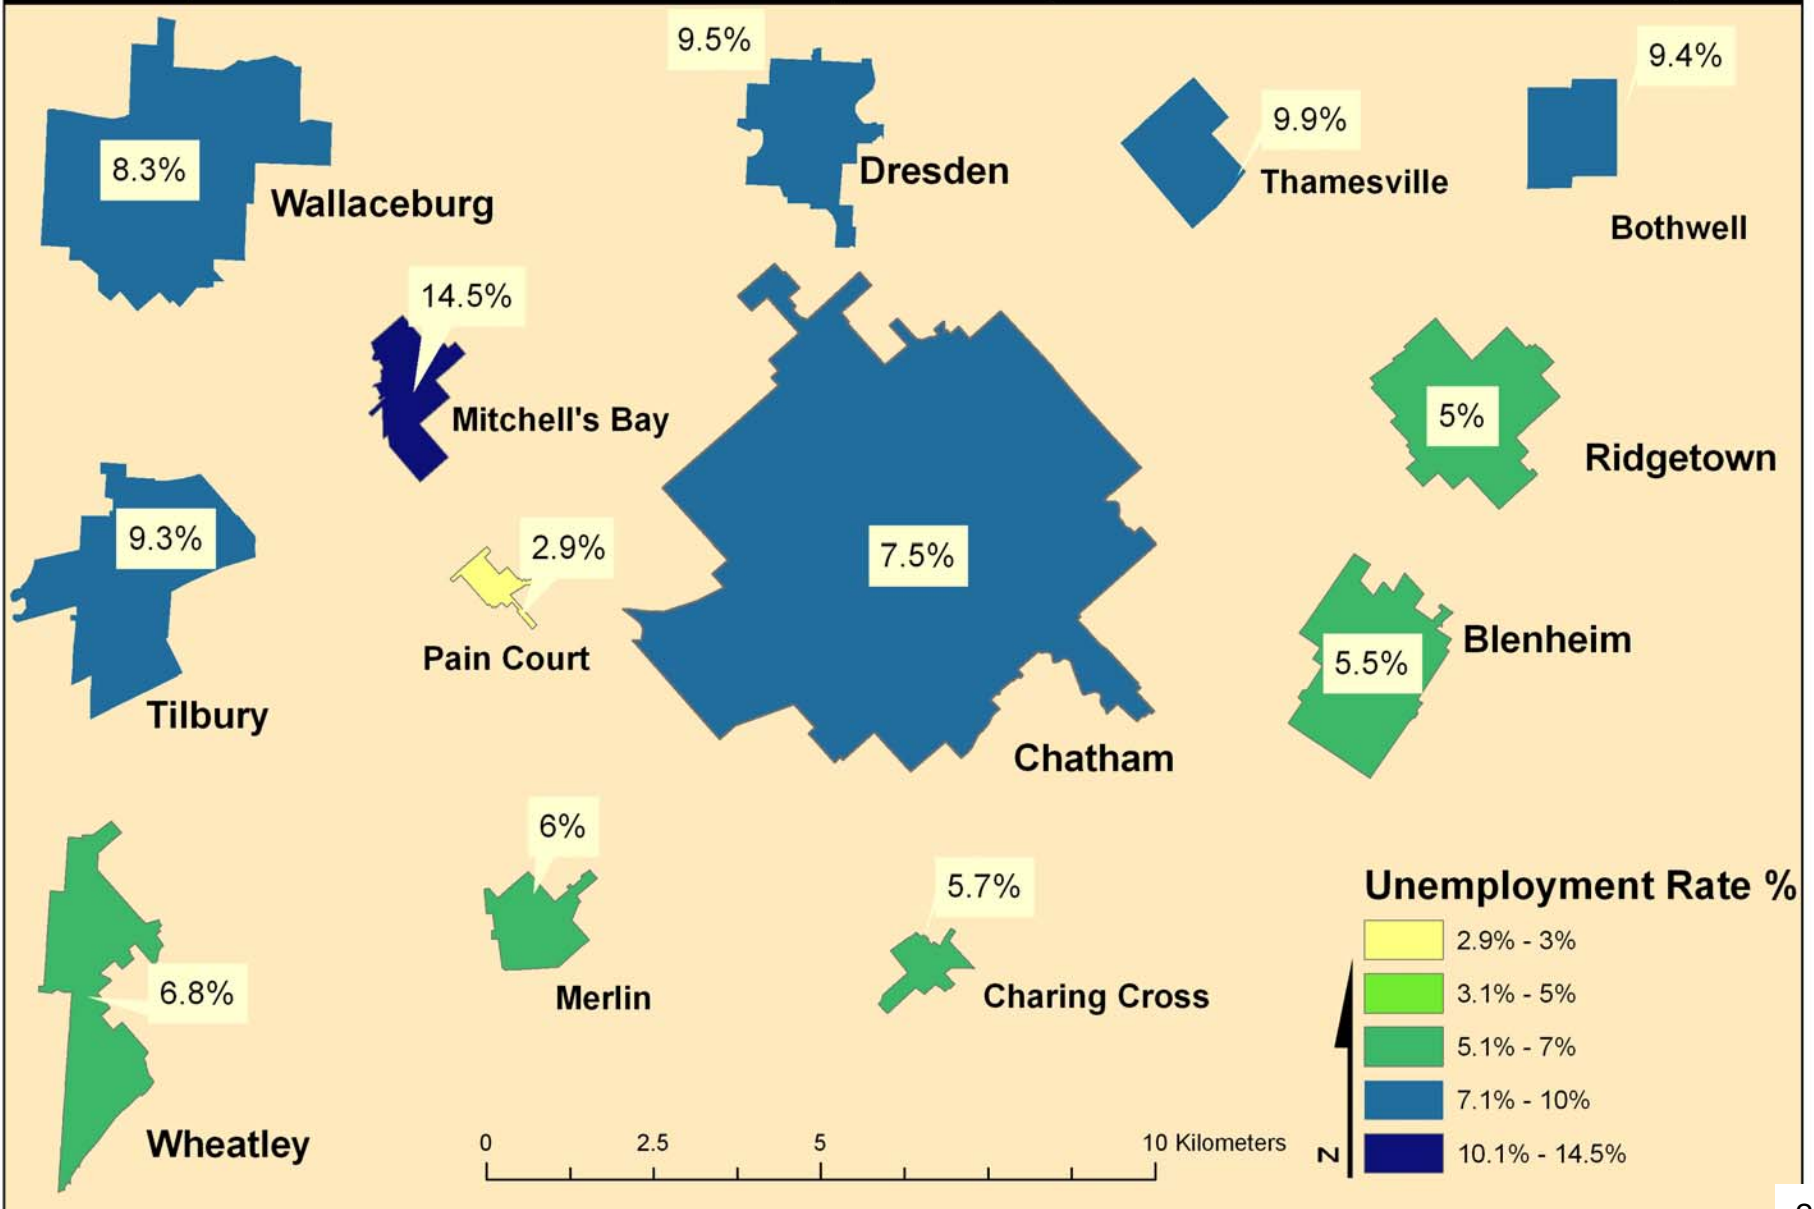 9.5%
9.4%
9.9%
8.3%
Dresden
Thamesville
Wallaceburg
Bothwell
14.5%
Mitchell's Bay
5%
Ridgetown
9.3%
2.9%
7.5%
Blenheim
5.5%
Pain Court
Tilbury
Chatham
6%
5.7%
6.8%
Merlin
Charing Cross
Wheatley
0 2.5 5 10 Kilometers
N
Unemployment Rate %
2.9% - 3%
3.1% - 5%
5.1% - 7%
7.1% - 10%
10.1% - 14.5%